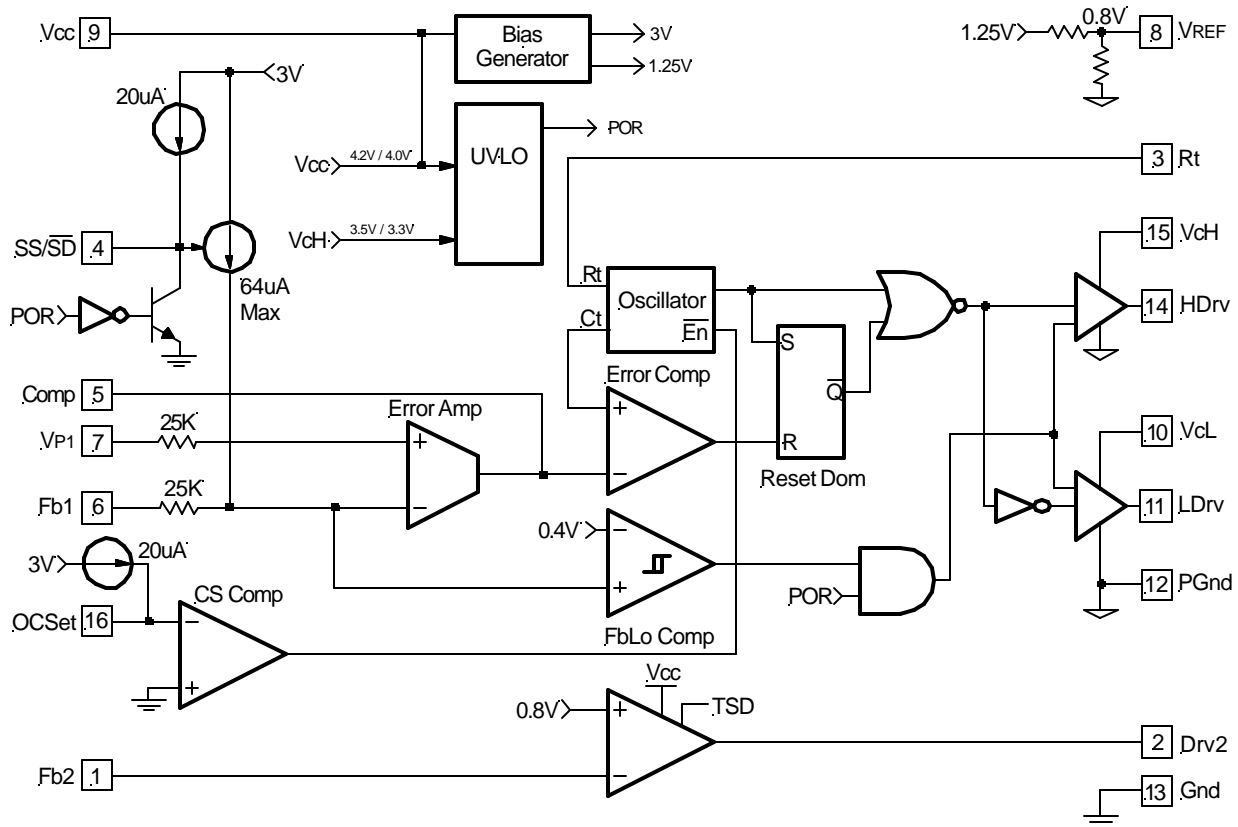 Vcc 9
Bias
Generator
3V
1.25V
1.25V
0.8V
8 VREF
3V
20uA
POR
UVLO
Vcc
4.2V / 4.0V
VcH
3.5V / 3.3V
3 Rt
SS/SD 4
64uA
Max
POR
Rt
Ct
Oscillator
En
15 VcH
14 HDrv
S
Q
R
Reset Dom
Error Comp
+
−
Comp 5
VP1 7
25K
Error Amp
+
−
Fb1 6
25K
10 VcL
11 LDrv
0.4V
−
+
FbLo Comp
POR
12 PGnd
3V
20uA
OCSet 16
CS Comp
−
+
Vcc
TSD
0.8V
+
−
2 Drv2
Fb2 1
13 Gnd